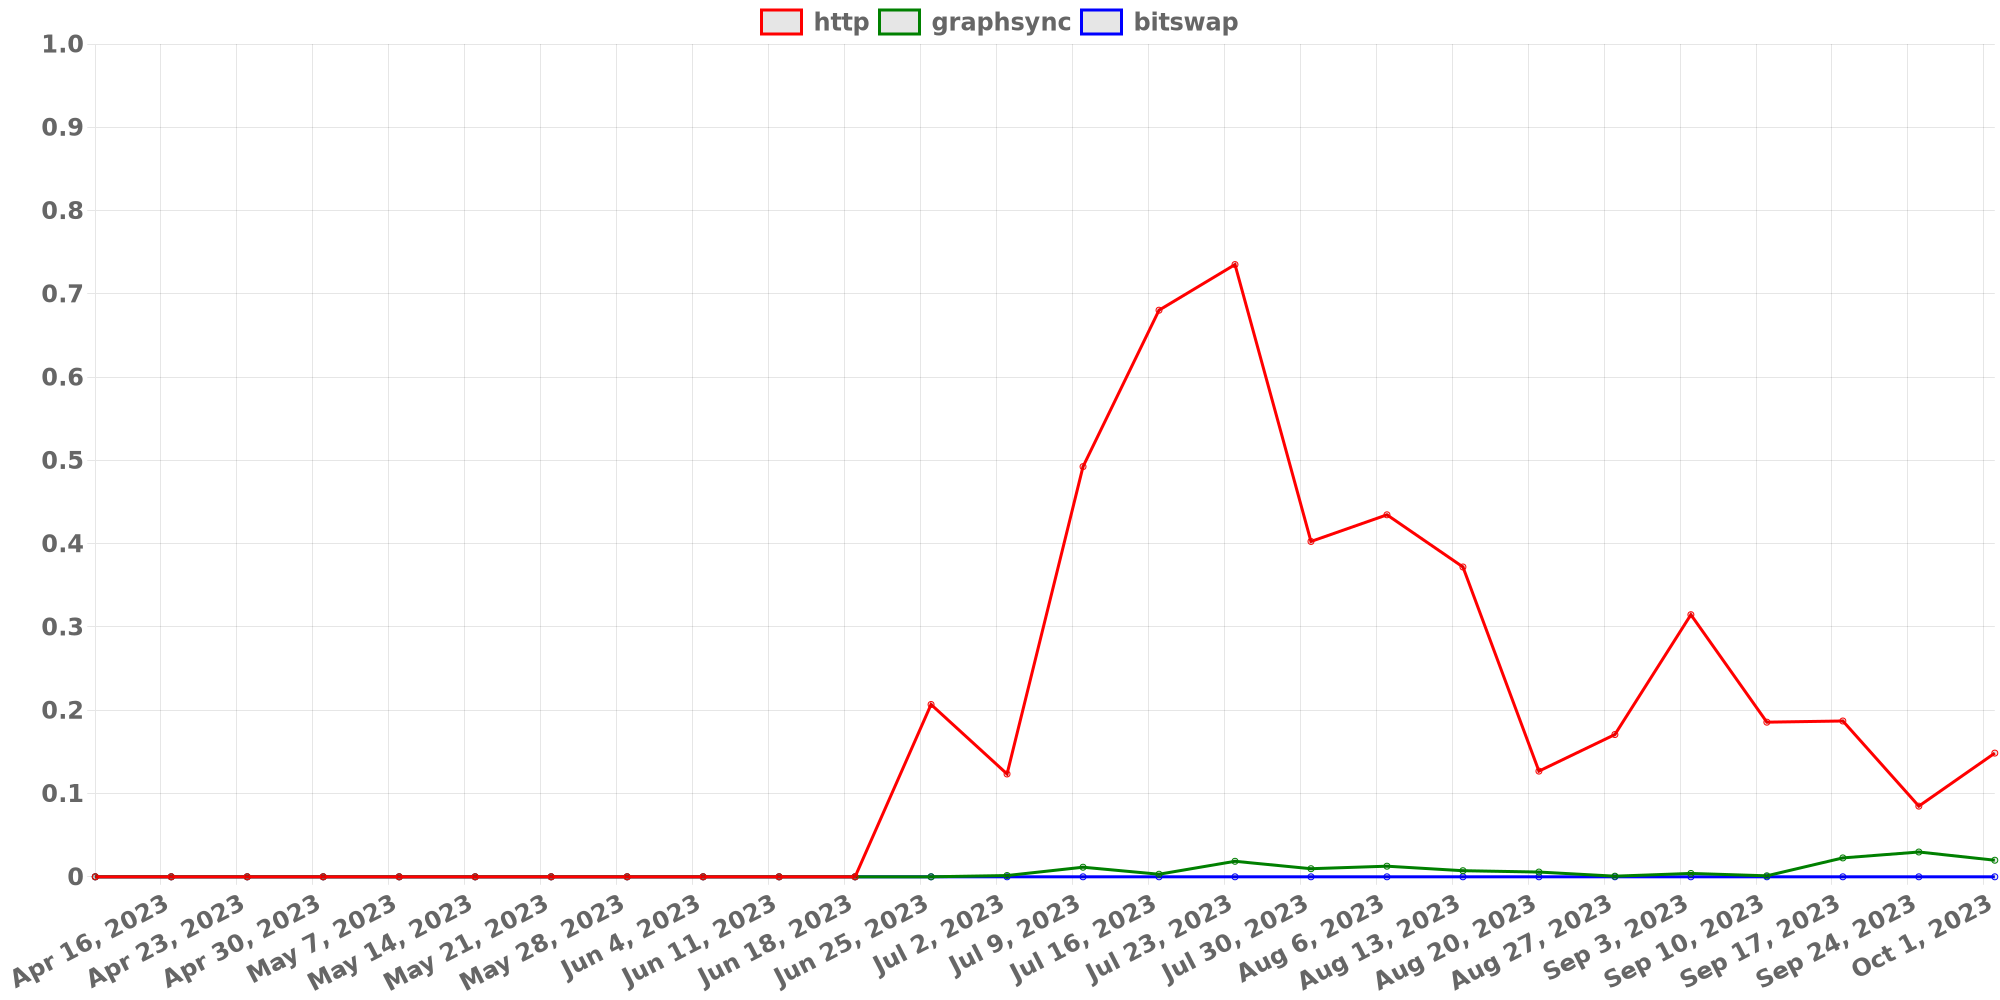 http graphsync bitswap
1.0
0.9
0.8
0.7
0.6
0.5
0.4
0.3
0.2
0.1
0
Apr 16, 2023
Apr 23, 2023
Apr 30, 2023
May 7, 2023
May 14, 2023
May 21, 2023
May 28, 2023
Jun 4, 2023
Jun 11, 2023
Jun 18, 2023
Jun 25, 2023
Jul 2, 2023
Jul 9, 2023
Jul 16, 2023
Jul 23, 2023
Jul 30, 2023
Aug 6, 2023
Aug 13, 2023
Aug 20, 2023
Aug 27, 2023
Sep 3, 2023
Sep 10, 2023
Sep 17, 2023
Sep 24, 2023
Oct 1, 2023